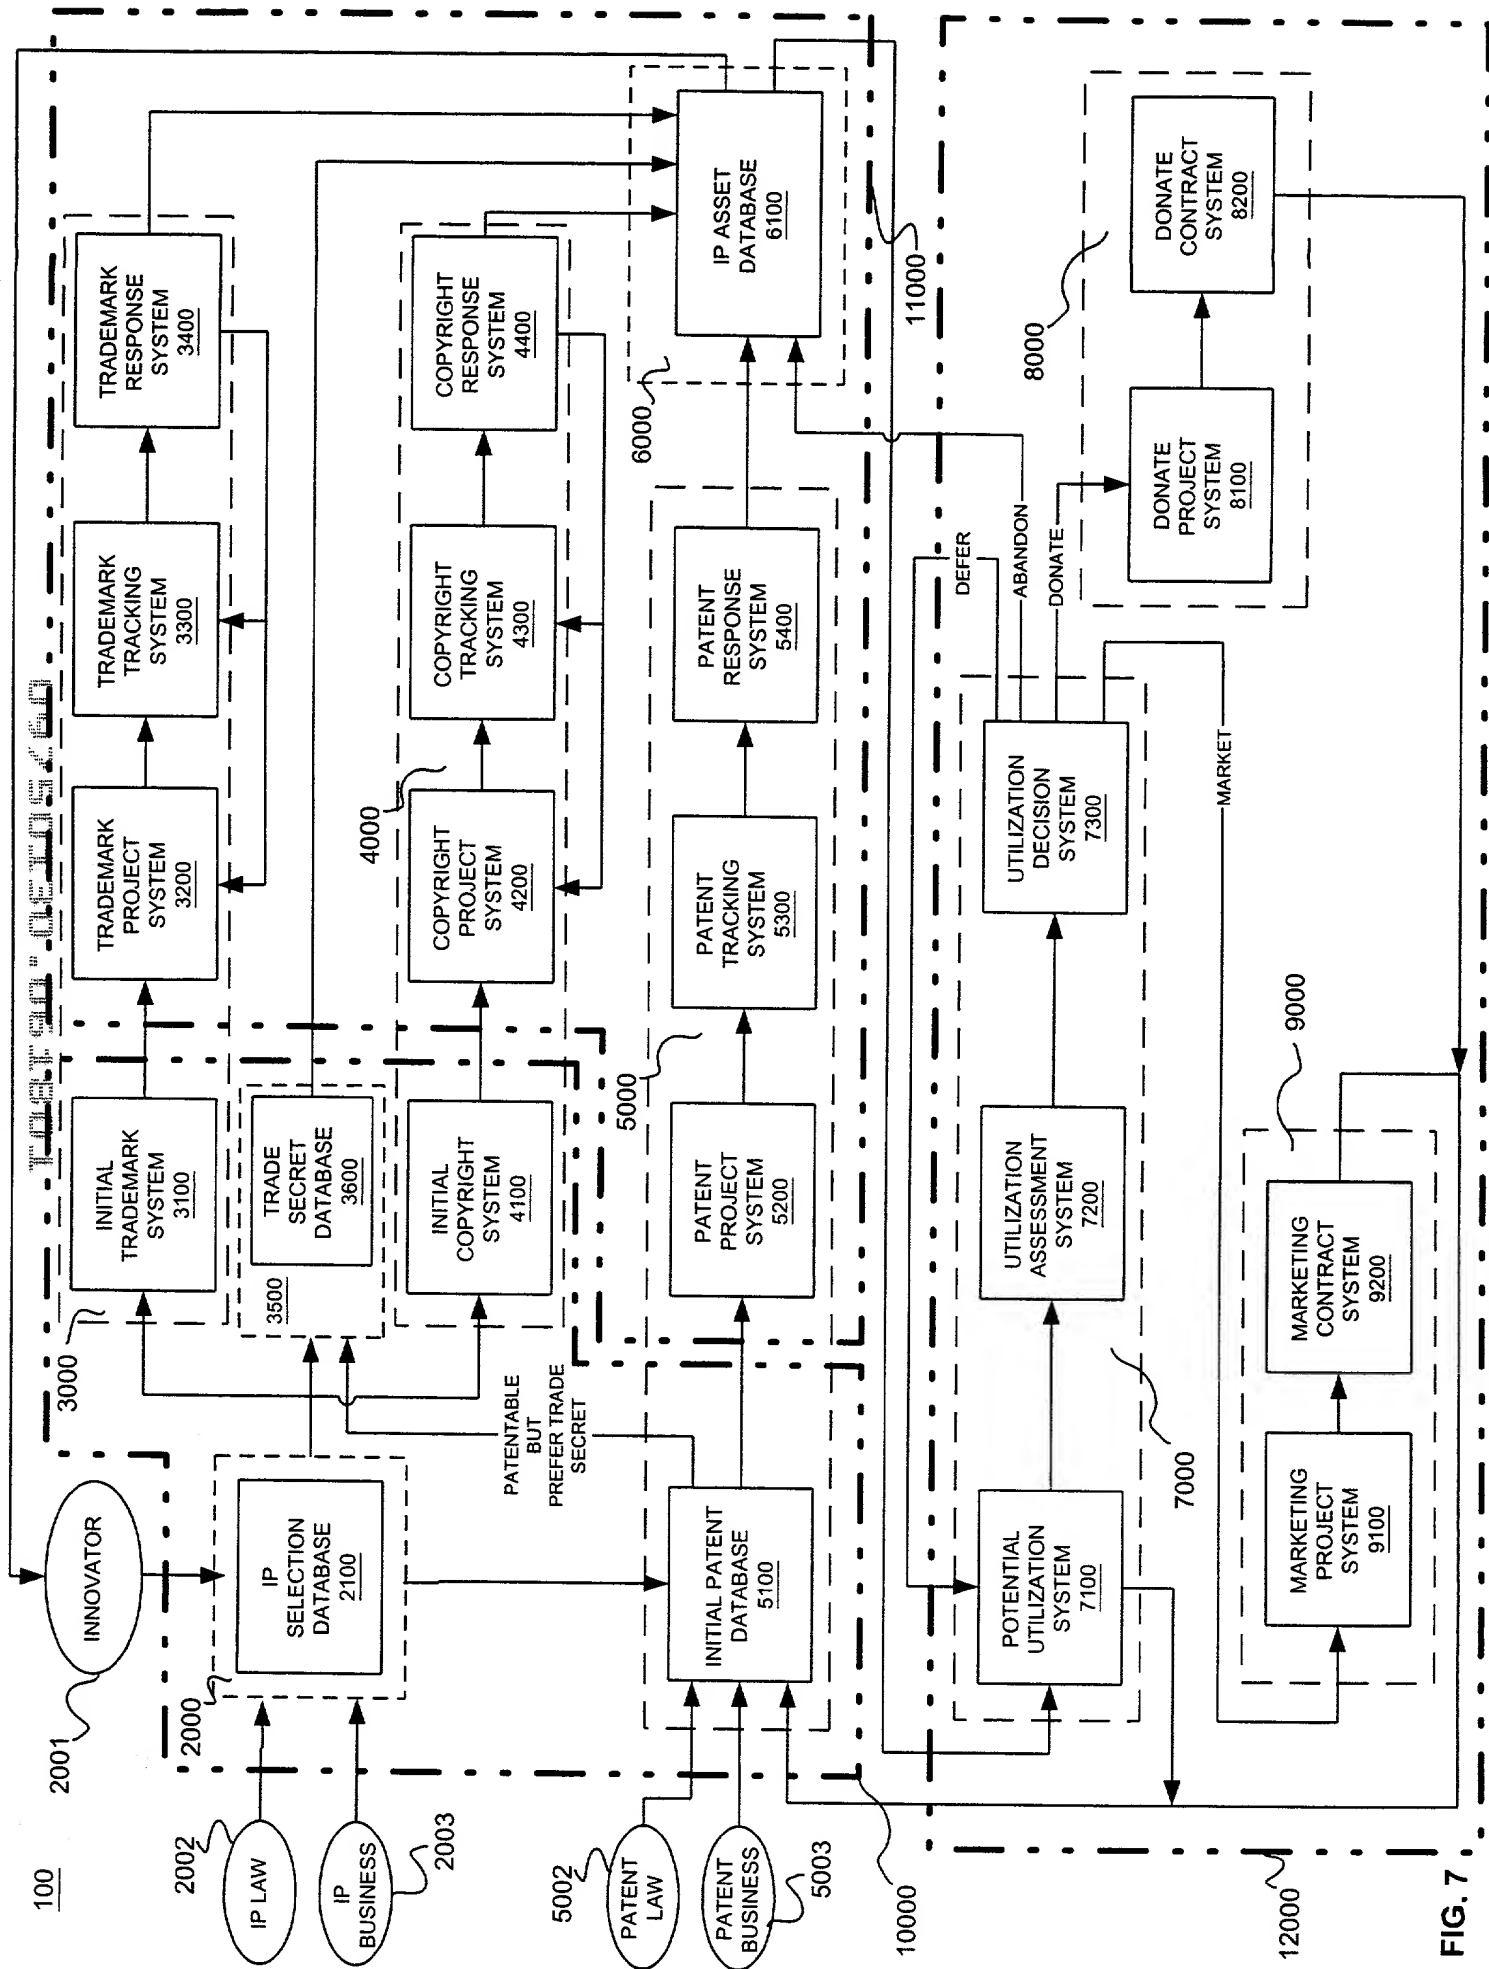 100
2001
INNOVATOR
2002
IP LAW
IP
BUSINESS
2003
2000
IP
SELECTION
DATABASE
2100
3000
INITIAL
TRADEMARK
SYSTEM
3100
TRADEMARK
PROJECT
SYSTEM
3200
TRADEMARK
TRACKING
SYSTEM
3300
TRADEMARK
RESPONSE
SYSTEM
3400
3500
TRADE
SECRET
DATABASE
3600
4000
INITIAL
COPYRIGHT
SYSTEM
4100
COPYRIGHT
PROJECT
SYSTEM
4200
COPYRIGHT
TRACKING
SYSTEM
4300
COPYRIGHT
RESPONSE
SYSTEM
4400
PATENTABLE
BUT
PREFER TRADE
SECRET
5002
PATENT
LAW
PATENT
BUSINESS
5003
INITIAL PATENT
DATABASE
5100
5000
PATENT
PROJECT
SYSTEM
5200
PATENT
TRACKING
SYSTEM
5300
PATENT
RESPONSE
SYSTEM
5400
6000
IP ASSET
DATABASE
6100
10000
11000
DEFER
ABANDON
DONATE
MARKET
POTENTIAL
UTILIZATION
SYSTEM
7100
UTILIZATION
ASSESSMENT
SYSTEM
7200
UTILIZATION
DECISION
SYSTEM
7300
7000
8000
DONATE
PROJECT
SYSTEM
8100
DONATE
CONTRACT
SYSTEM
8200
9000
MARKETING
PROJECT
SYSTEM
9100
MARKETING
CONTRACT
SYSTEM
9200
12000
FIG. 7